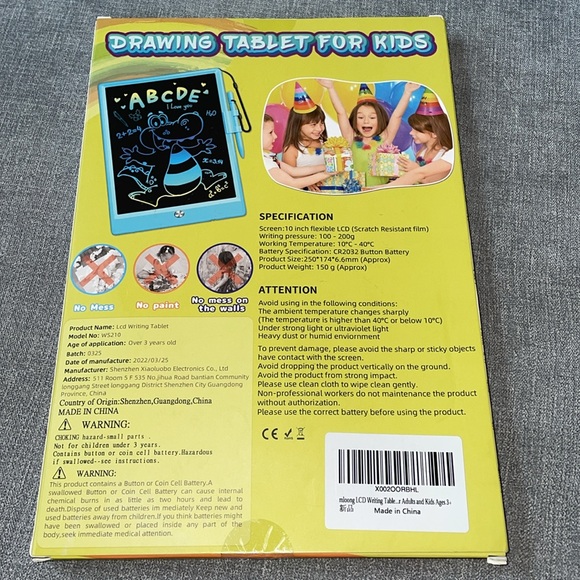 DRAWING TABLET FOR KIDS
ABCDE
I love you
No Mess
No paint
No mess on
the walls
SPECIFICATION
Screen:10 inch flexible LCD (Scratch Resistant film)
Writing pressure: 100 - 200g
Working Temperature: 10°C - 40°C
Battery Specification: CR2032 Button Battery
Product Size:250*174*6.6mm (Approx)
Product Weight: 150 g (Approx)
ATTENTION
Avoid using in the following conditions:
The ambient temperature changes sharply
(The temperature is higher than 40°C or below 10°C)
Under strong light or ultraviolet light
Heavy dust or humid enviornment
To prevent damage, please avoid the sharp or sticky objects
have contact with the screen.
Avoid dropping the product vertically on the ground.
Avoid the product from strong impact.
Please use clean cloth to wipe clean gently.
Non-professional workers do not maintenance the product
without authorization.
Please use the correct battery before using the product.
Product Name: Lcd Writing Tablet
Model No: WS210
Age of application: Over 3 years old
Batch: 0325
Date of manufacture: 2022/03/25
Manufacturer: Shenzhen Xiaoluobo Electronics Co., Ltd
Address: 511 Room 5 F 535 No,Jihua Road bantian Community
longgang Street longgang District Shenzhen City Guangdong
Province, China
Country of Origin:Shenzhen,Guangdong,China
MADE IN CHINA
WARNING:
CHOKING hazard-small parts .
Not for children under 3 years.
Contains button or coin cell battery.Hazardous
if swallowed--see instructions.
WARNING:
This product contains a Button or Coin Cell Battery.A
swallowed Button or Coin Cell Battery can cause internal
chemical burns in as little as two hours and lead to
death.Dispose of used batteries im mediately Keep new and
used batteries away from children.If you think batteries might
have been swallowed or placed inside any part of the
body,seek immediate medical attention.
CE
X002OORBHL
mloong LCD Writing Table...r Adults and Kids Ages 3+
新品
Made in China